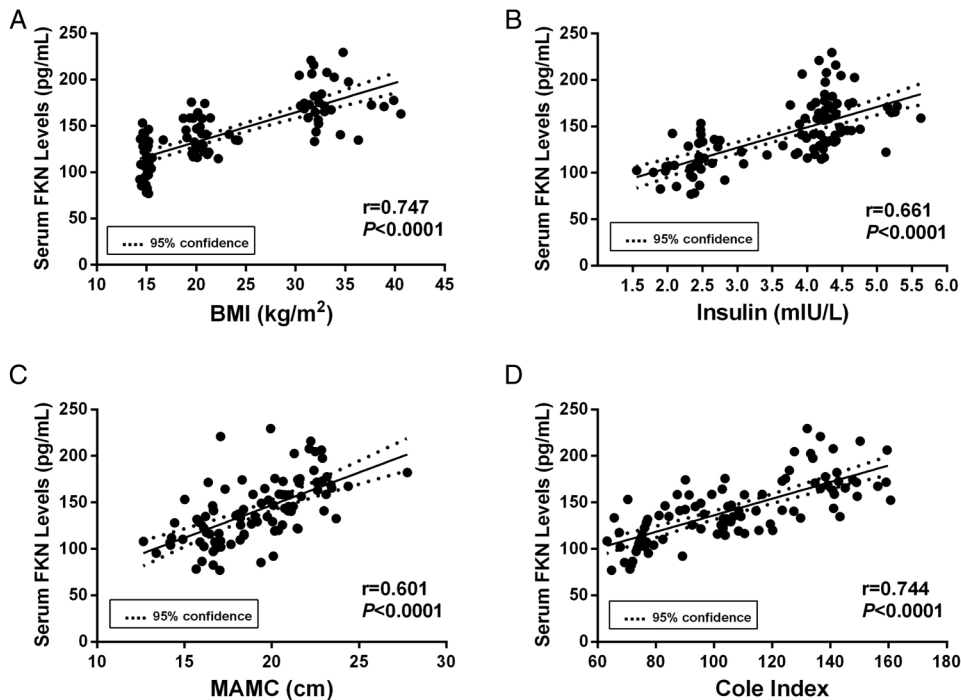 A
Serum FKN Levels (pg/mL)
250
200
150
100
50
0
10 15 20 25 30 35 40 45
BMI (kg/m²)
r=0.747
P<0.0001
95% confidence
B
Serum FKN Levels (pg/mL)
250
200
150
100
50
0
1.5 2.0 2.5 3.0 3.5 4.0 4.5 5.0 5.5 6.0
Insulin (mIU/L)
r=0.661
P<0.0001
95% confidence
C
Serum FKN Levels (pg/mL)
250
200
150
100
50
0
10 15 20 25 30
MAMC (cm)
r=0.601
P<0.0001
95% confidence
D
Serum FKN Levels (pg/mL)
250
200
150
100
50
0
60 80 100 120 140 160 180
Cole Index
r=0.744
P<0.0001
95% confidence